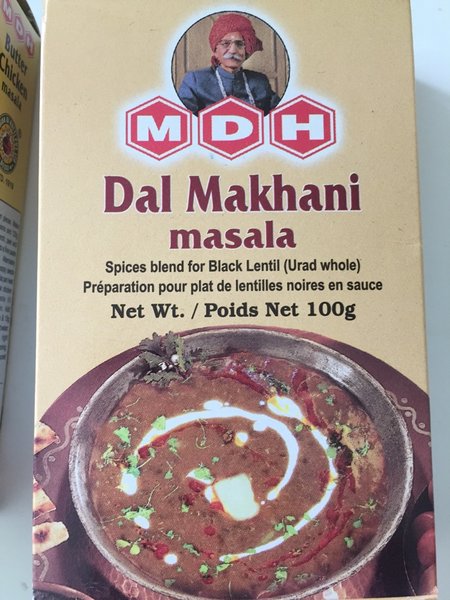 MDH
Dal Makhani
masala
Spices blend for Black Lentil (Urad whole)
Préparation pour plat de lentilles noires en sauce
Net Wt. / Poids Net 100g
MDH
Butter
Chicken
masala